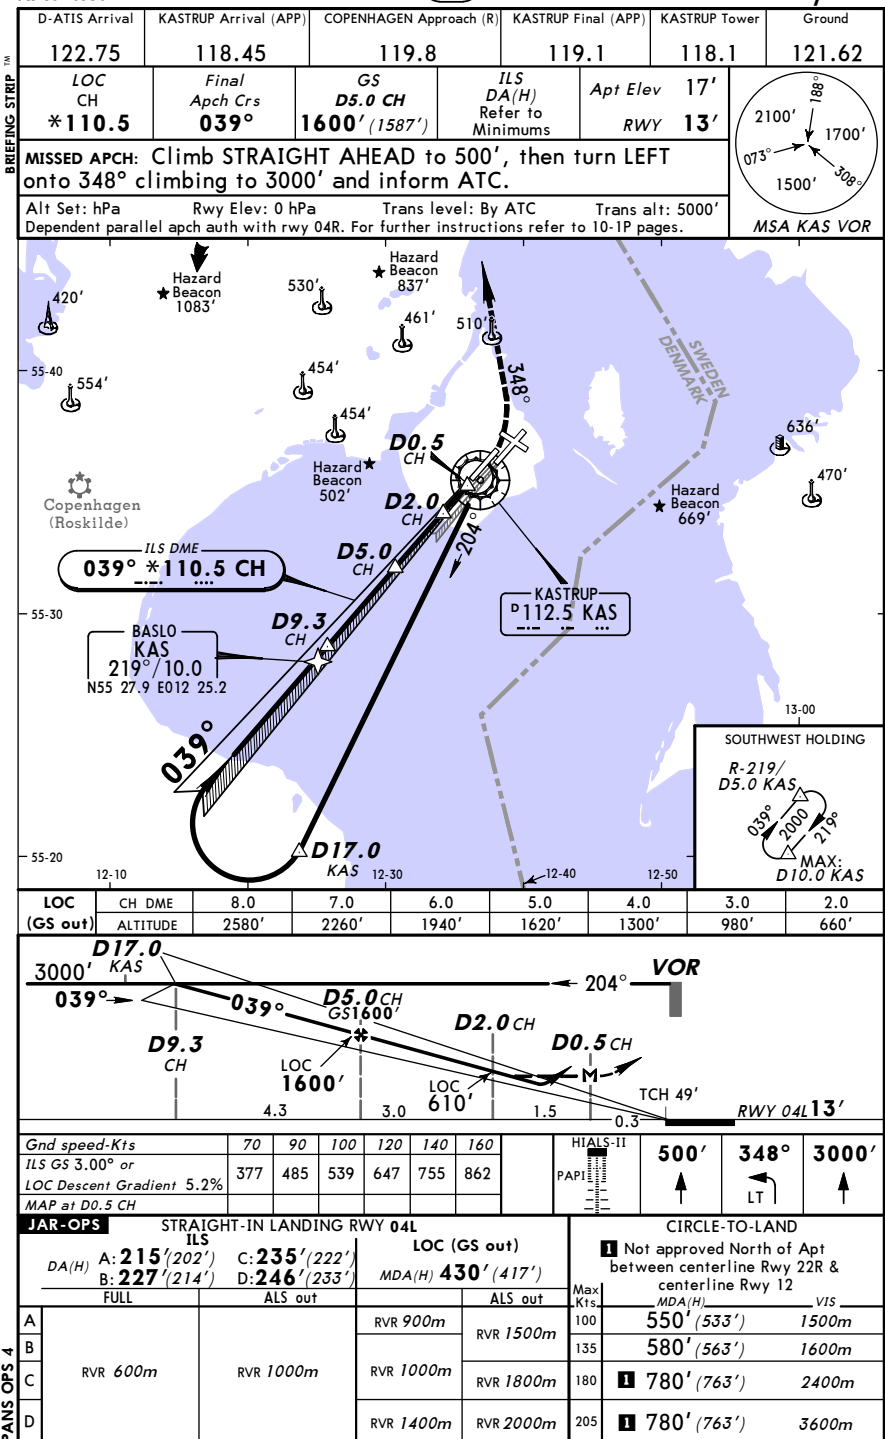 D-ATIS Arrival KASTRUP Arrival (APP) COPENHAGEN Approach (R) KASTRUP Final (APP) KASTRUP Tower Ground
122.75 118.45 119.8 119.1 118.1 121.62
BRIEFING STRIP TM
LOC
CH
*110.5
Final
Apch Crs
039°
GS
D5.0 CH
1600' (1587')
ILS
DA(H)
Refer to
Minimums
Apt Elev 17'
RWY 13'
2100'
188°
1700'
073°
308°
1500'
MSA KAS VOR
MISSED APCH: Climb STRAIGHT AHEAD to 500', then turn LEFT
onto 348° climbing to 3000' and inform ATC.
Alt Set: hPa Rwy Elev: 0 hPa Trans level: By ATC Trans alt: 5000'
Dependent parallel apch auth with rwy 04R. For further instructions refer to 10-1P pages.
Hazard
Beacon
1083'
Hazard
Beacon
837'
420'
530'
461'
510'
SWEDEN
DENMARK
55-40
554'
454'
348°
454'
D0.5
CH
636'
Hazard
Beacon
502'
470'
Hazard
Beacon
669'
Copenhagen
(Roskilde)
D2.0
CH
204°
D5.0
CH
ILS DME
039° *110.5 CH
KASTRUP
D 112.5 KAS
55-30
D9.3
CH
BASLO
KAS
219°/10.0
N55 27.9 E012 25.2
039°
13-00
SOUTHWEST HOLDING
R-219/
D5.0 KAS
039°
2000
219°
MAX:
D10.0 KAS
D17.0
KAS
55-20
12-10
12-30
12-40
12-50
LOC CH DME 8.0 7.0 6.0 5.0 4.0 3.0 2.0
(GS out) ALTITUDE 2580' 2260' 1940' 1620' 1300' 980' 660'
D17.0
KAS
3000'
204°
VOR
039°
039°
D5.0 CH
GS1600'
D2.0 CH
D9.3
CH
D0.5 CH
LOC
1600'
LOC
610'
M
TCH 49'
RWY 04L 13'
4.3 3.0 1.5 0.3
Gnd speed-Kts 70 90 100 120 140 160
ILS GS 3.00° or
LOC Descent Gradient 5.2% 377 485 539 647 755 862
MAP at D0.5 CH
HIALS-II
PAPI
500'
348°
LT
3000'
JAR-OPS STRAIGHT-IN LANDING RWY 04L
ILS
DA(H) A: 215' (202') C: 235' (222')
B: 227' (214') D: 246' (233')
LOC (GS out)
MDA(H) 430' (417')
CIRCLE-TO-LAND
1 Not approved North of Apt
between centerline Rwy 22R &
centerline Rwy 12
FULL ALS out ALS out
Max
Kts MDA(H) VIS
A RVR 900m RVR 1500m 100 550' (533') 1500m
B 135 580' (563') 1600m
C RVR 600m RVR 1000m RVR 1000m RVR 1800m 180 1 780' (763') 2400m
D RVR 1400m RVR 2000m 205 1 780' (763') 3600m
PANS OPS 4